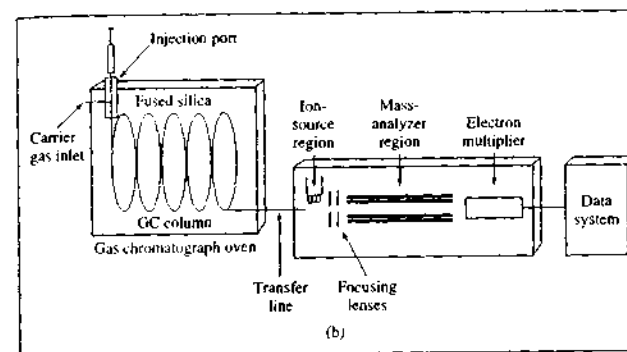 Injection port
Fused silica
Carrier
gas inlet
GC column
Gas chromatograph oven
Ion-
source
region
Mass-
analyzer
region
Electron
multiplier
Data
system
Transfer
line
Focusing
lenses
(b)